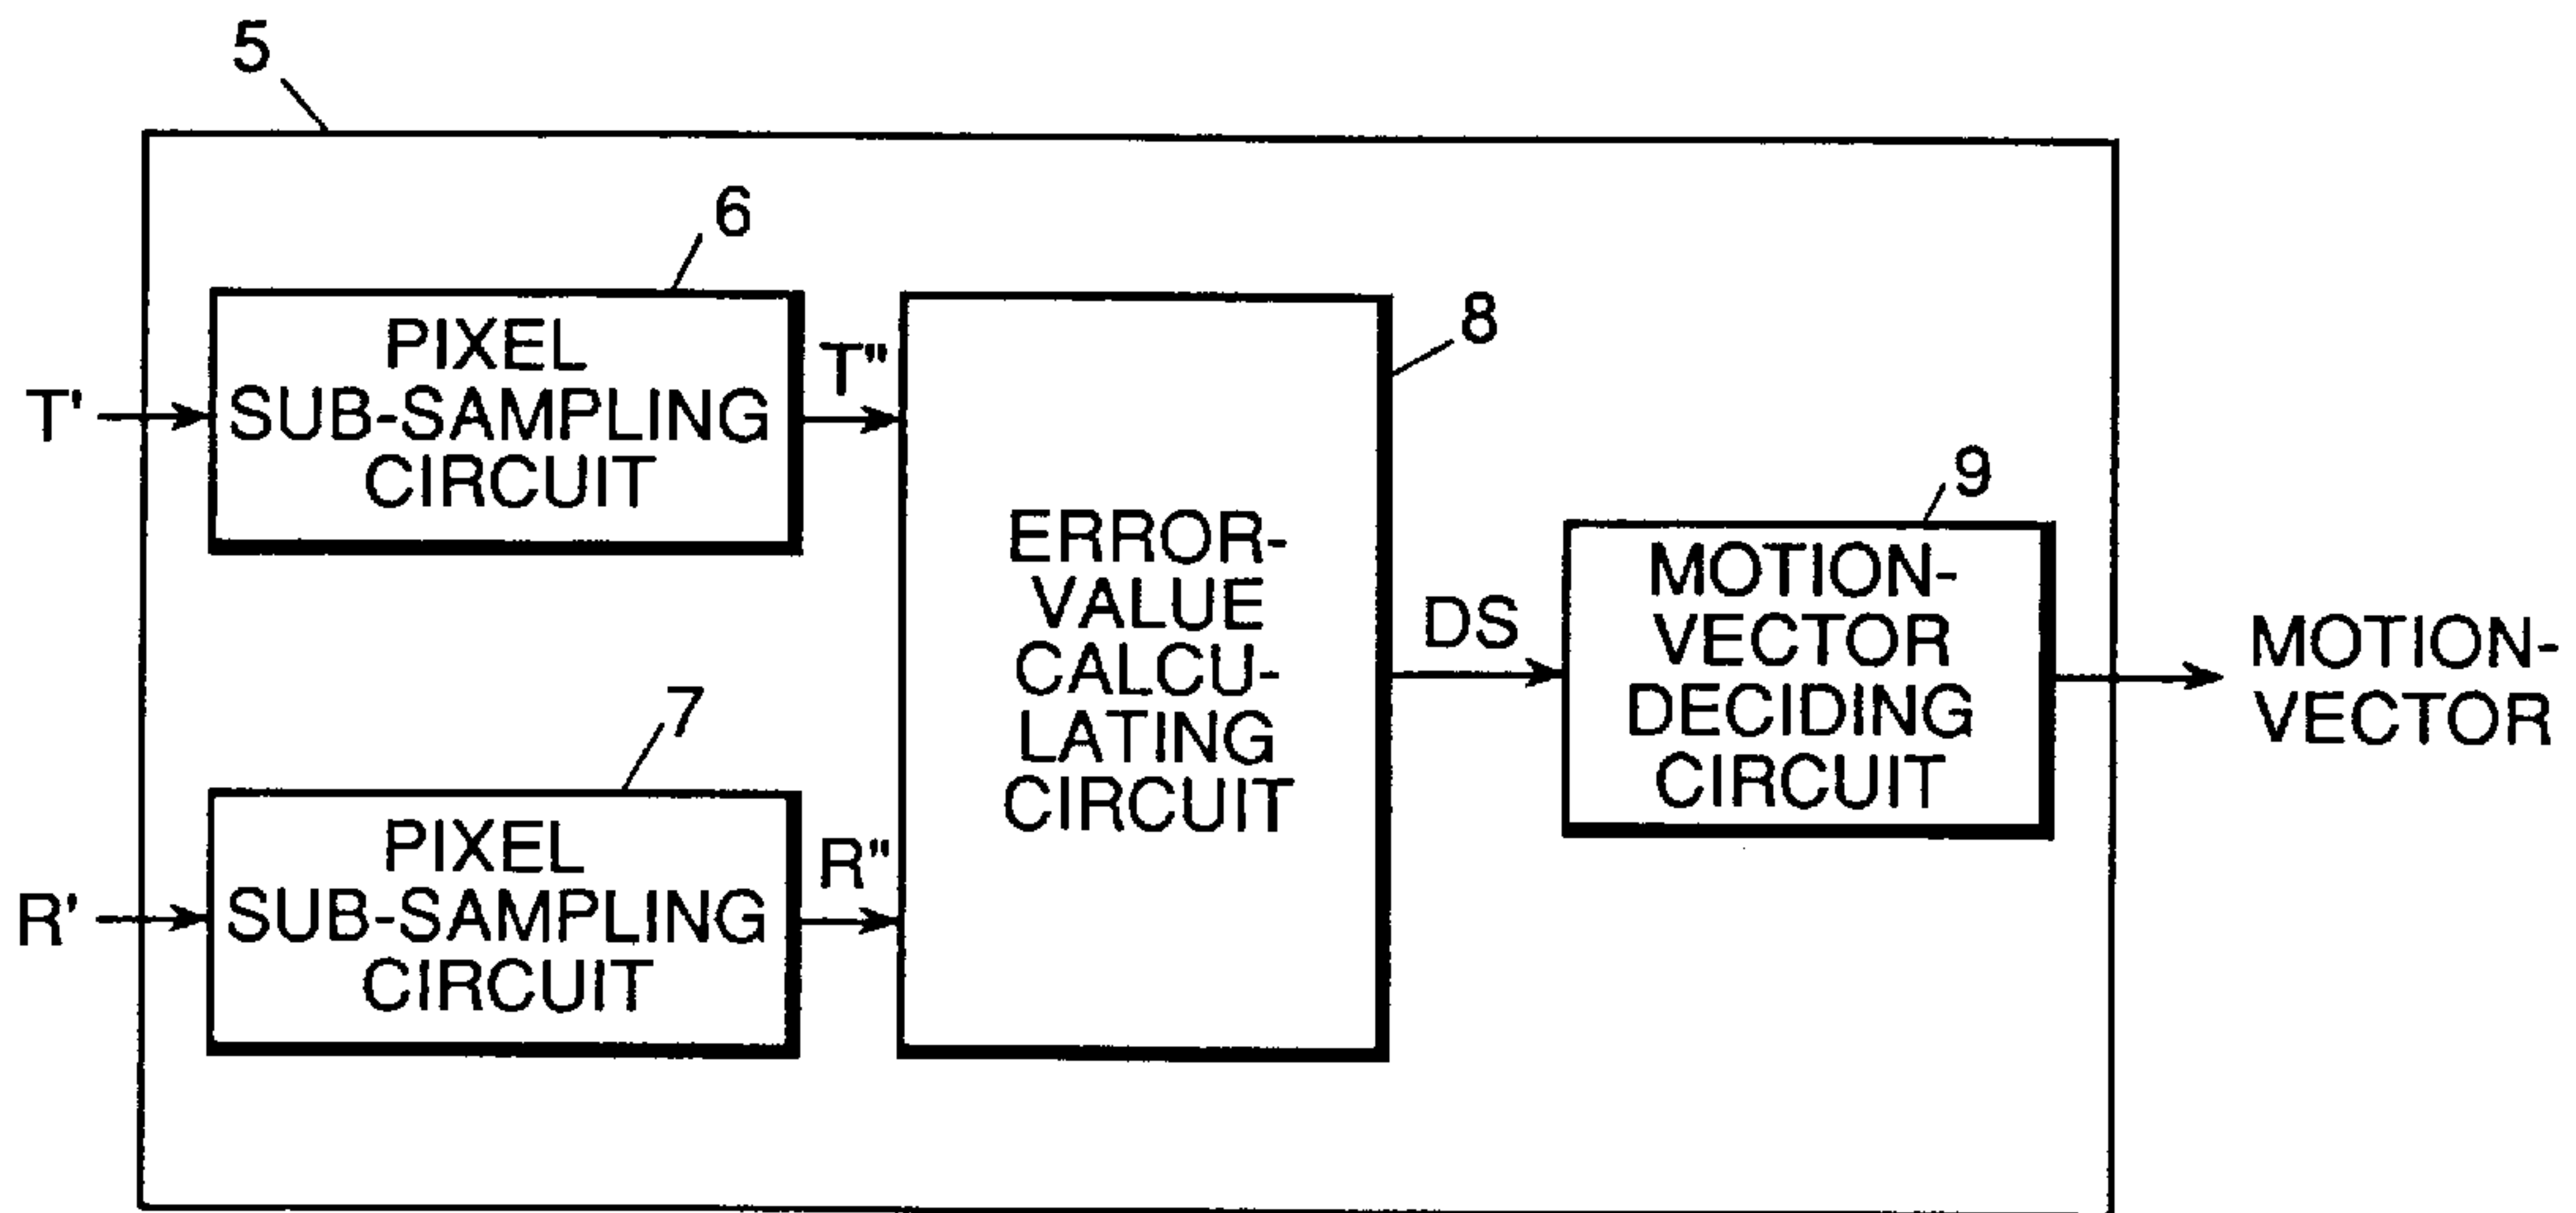 5
6
PIXEL
SUB-SAMPLING
CIRCUIT
T'
T"
8
ERROR-
VALUE
CALCU-
LATING
CIRCUIT
7
PIXEL
SUB-SAMPLING
CIRCUIT
R'
R"
DS
9
MOTION-
VECTOR
DECIDING
CIRCUIT
MOTION-
VECTOR